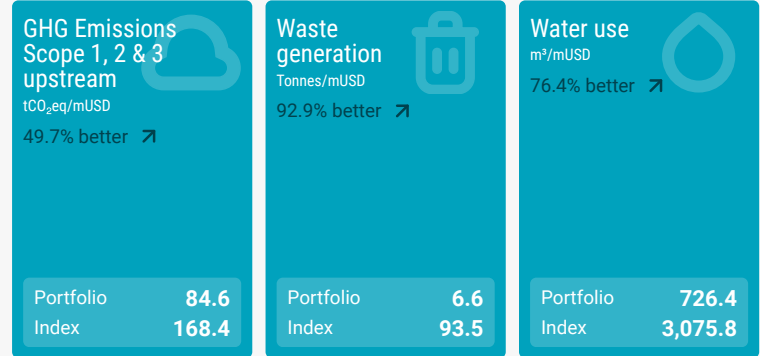 GHG Emissions
Scope 1, 2 & 3
upstream
tCO₂eq/mUSD
49.7% better
Portfolio 84.6
Index 168.4
Waste
generation
Tonnes/mUSD
92.9% better
Portfolio 6.6
Index 93.5
Water use
m³/mUSD
76.4% better
Portfolio 726.4
Index 3,075.8